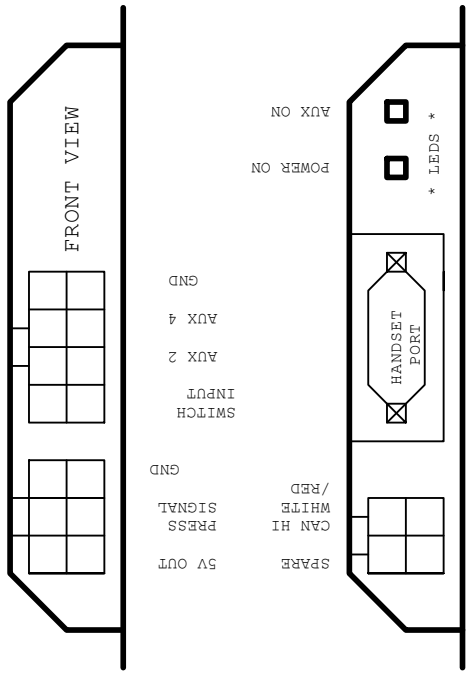 FRONT VIEW
GND
AUX 4
AUX 2
SWITCH
INPUT
GND
PRESS
SIGNAL
5V OUT
AUX ON
POWER ON
* LEDS *
HANDSET
PORT
CAN HI
WHITE
/RED
SPARE